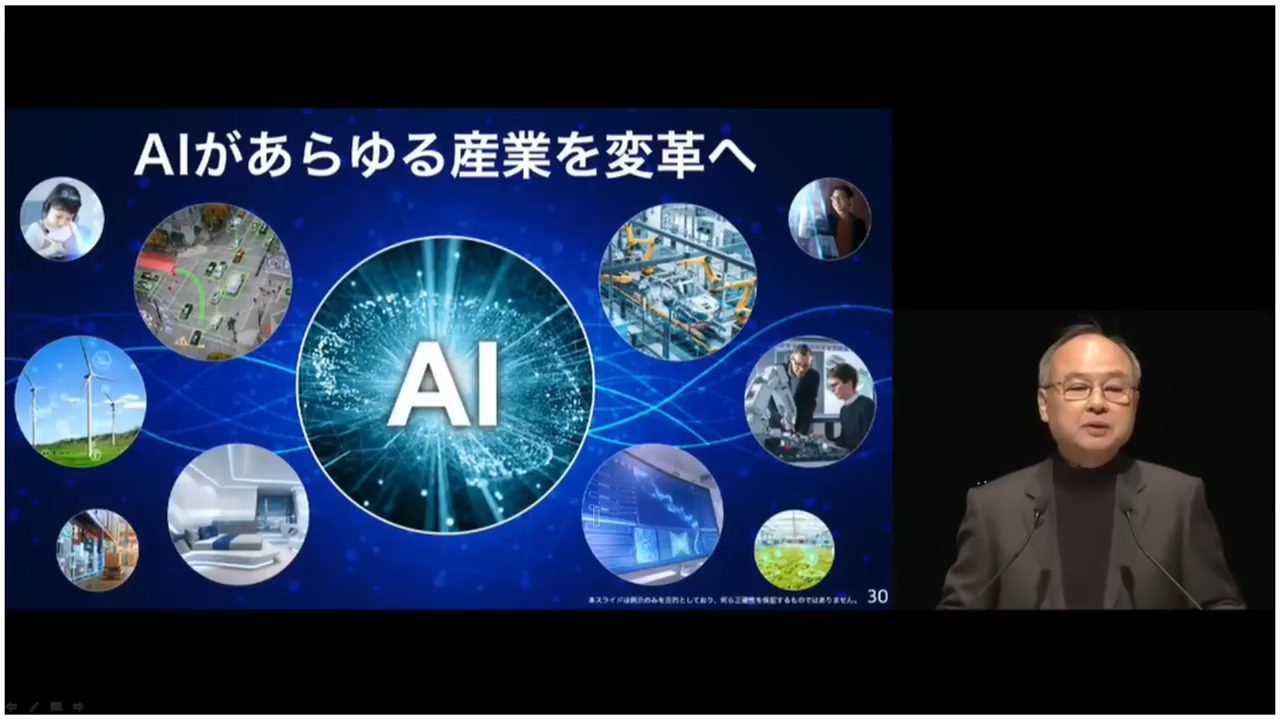 AIがあらゆる産業を変革へ
AI
本スライドは例示のみを目的としており、何ら正確性を保証するものではありません。
30